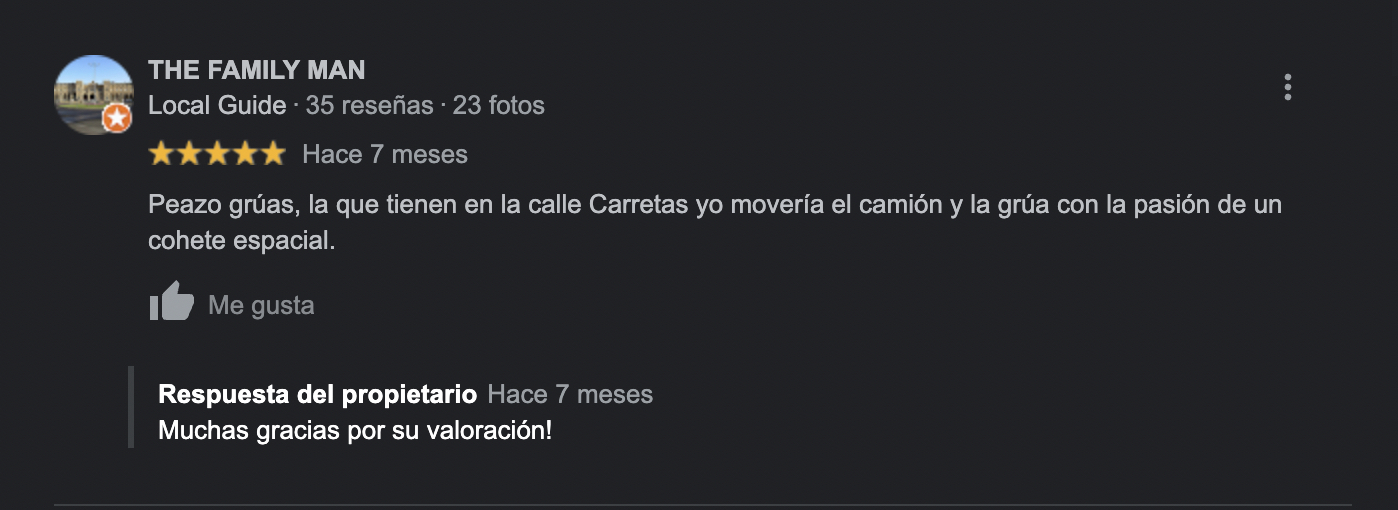 THE FAMILY MAN
Local Guide · 35 reseñas · 23 fotos
Hace 7 meses
Peazo grúas, la que tienen en la calle Carretas yo movería el camión y la grúa con la pasión de un
cohete espacial.
Me gusta
Respuesta del propietario Hace 7 meses
Muchas gracias por su valoración!